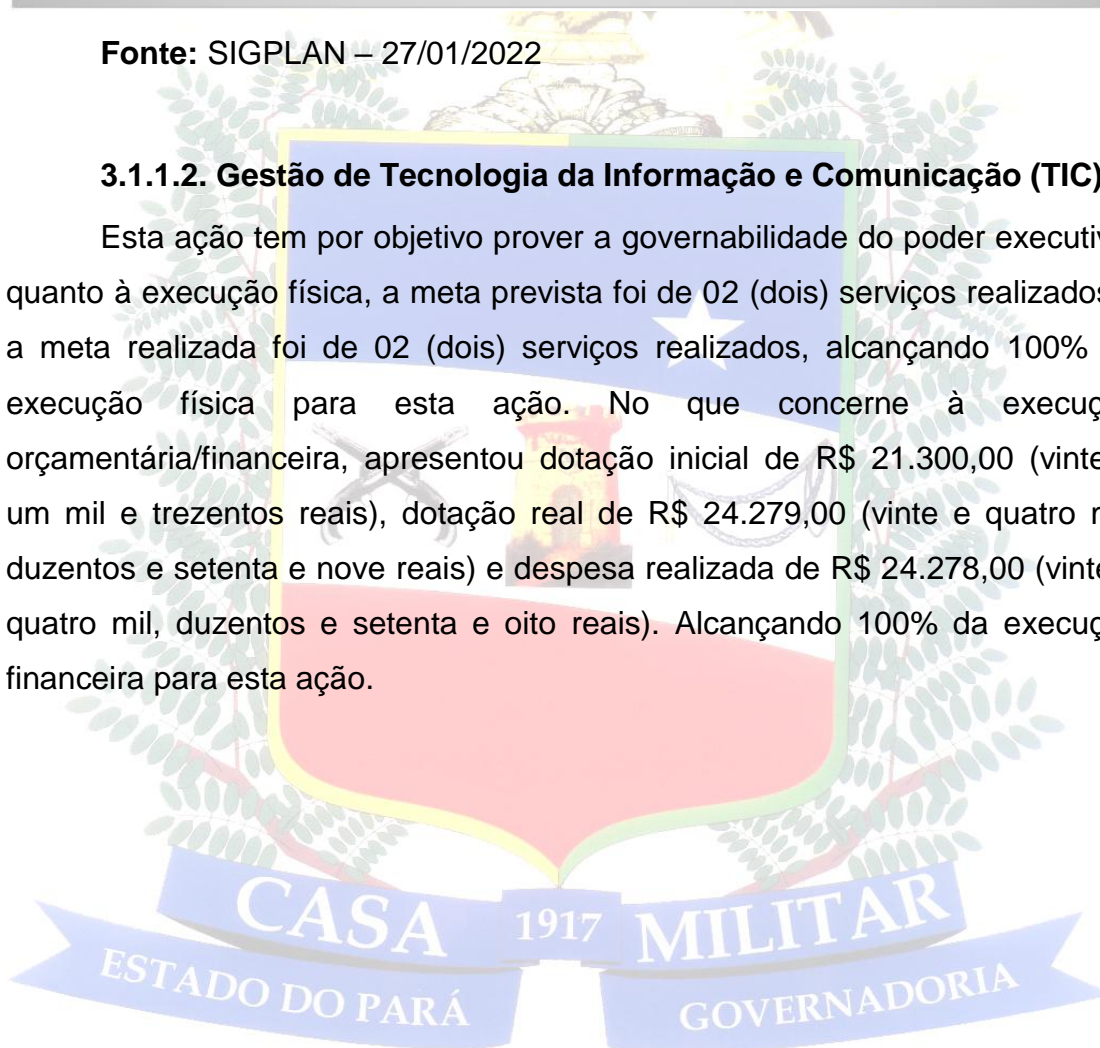 Fonte: SIGPLAN – 27/01/2022
3.1.1.2. Gestão de Tecnologia da Informação e Comunicação (TIC)
Esta ação tem por objetivo prover a governabilidade do poder executiv
quanto à execução física, a meta prevista foi de 02 (dois) serviços realizados
a meta realizada foi de 02 (dois) serviços realizados, alcançando 100%
execução física para esta ação. No que concerne à execuç
orçamentária/financeira, apresentou dotação inicial de R$ 21.300,00 (vinte
um mil e trezentos reais), dotação real de R$ 24.279,00 (vinte e quatro m
duzentos e setenta e nove reais) e despesa realizada de R$ 24.278,00 (vinte
quatro mil, duzentos e setenta e oito reais). Alcançando 100% da execuç
financeira para esta ação.
CASA 1917 MILITAR
ESTADO DO PARÁ GOVERNADORIA